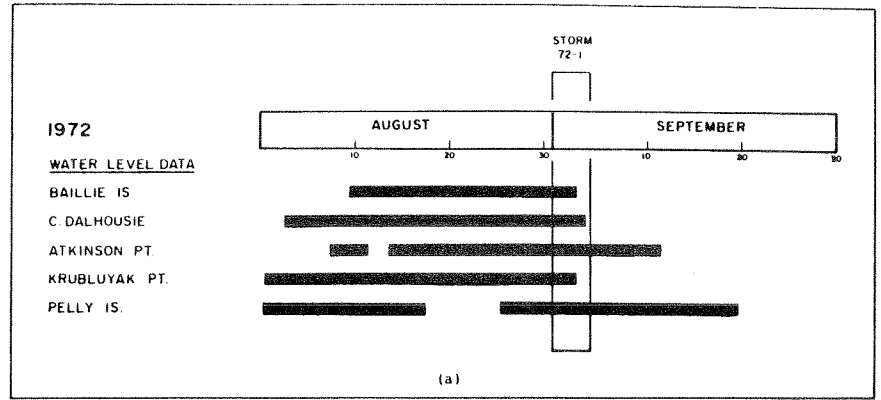 STORM
72-1
1972
AUGUST
SEPTEMBER
10
20
30
10
20
30
WATER LEVEL DATA
BAILLIE IS
C. DALHOUSIE
ATKINSON PT.
KRUBLUYAK PT.
PELLY IS.
(a)